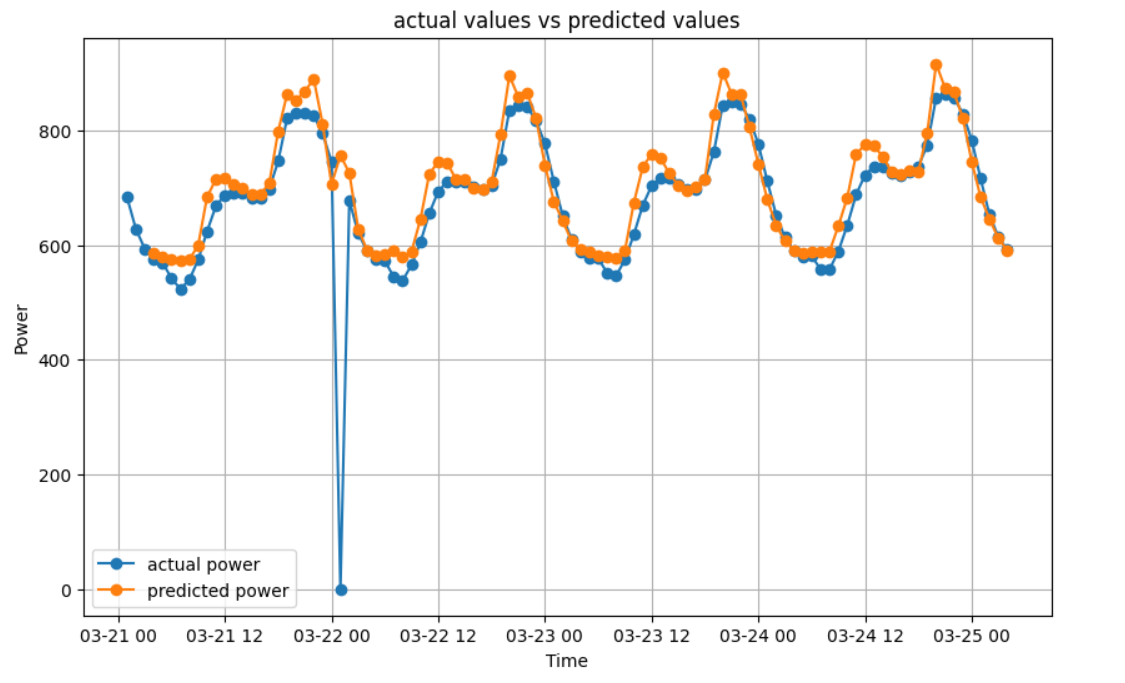 actual values vs predicted values
Power
800
600
400
200
0
actual power
predicted power
03-21 00 03-21 12 03-22 00 03-22 12 03-23 00 03-23 12 03-24 00 03-24 12 03-25 00
Time